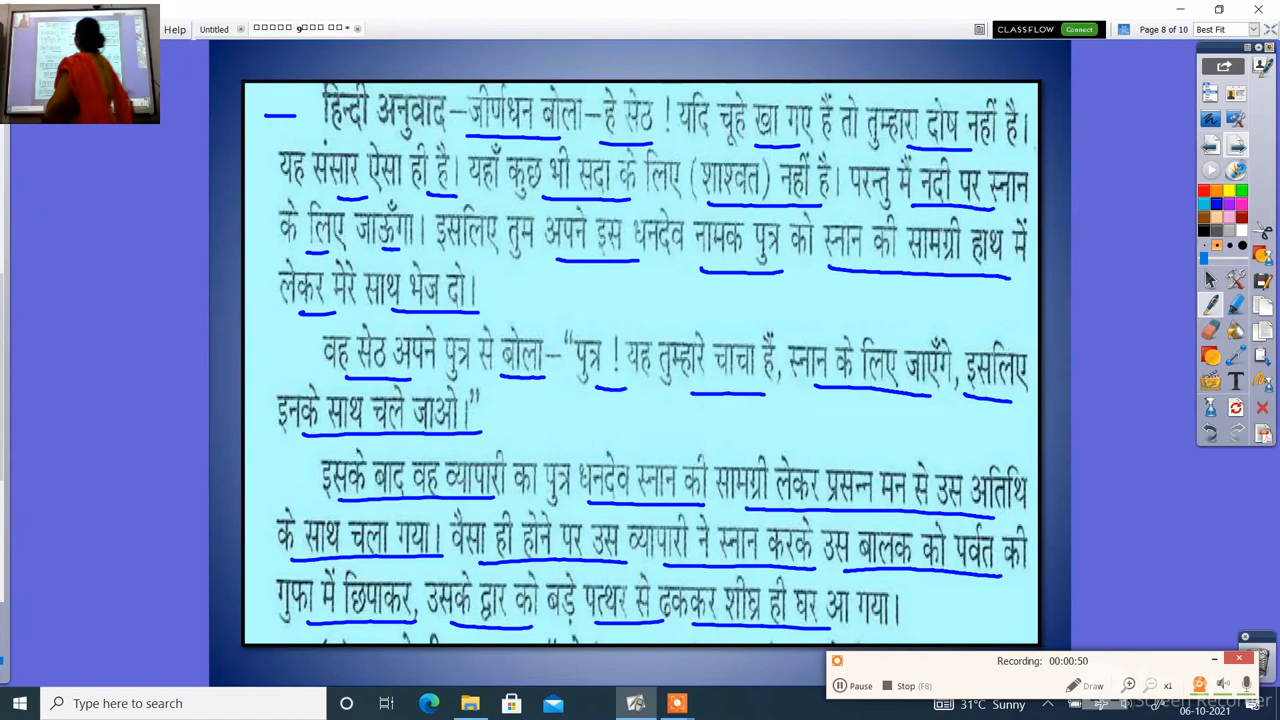 Help
Untitled
CLASSFLOW
Connect
Page 8 of 10
Best Fit
हिन्दी अनुवाद-जीर्णधन बोला-हे सेठ ! यदि चूहे खा गए हैं तो तुम्हारा दोष नहीं है।
यह संसार ऐसा ही है। यहाँ कुछ भी सदा के लिए (शाश्वत) नहीं है। परन्तु मैं नदी पर स्नान
के लिए जाऊँगा। इसलिए तुम अपने इस धनदेव नामक पुत्र को स्नान की सामग्री हाथ में
लेकर मेरे साथ भेज दो।
वह सेठ अपने पुत्र से बोला-"पुत्र ! यह तुम्हारे चाचा हैं, स्नान के लिए जाएँगे, इसलिए
इनके साथ चले जाओ।"
इसके बाद वह व्यापारी का पुत्र धनदेव स्नान की सामग्री लेकर प्रसन्न मन से उस अतिथि
के साथ चला गया। वैसा ही होने पर उस व्यापारी ने स्नान करके उस बालक को पर्वत की
गुफा में छिपाकर, उसके द्वार को बड़े पत्थर से ढककर शीघ्र ही घर आ गया।
Recording: 00:00:50
Pause
Stop (F8)
Draw
x1
Type here to search
31°C Sunny
06-10-2021